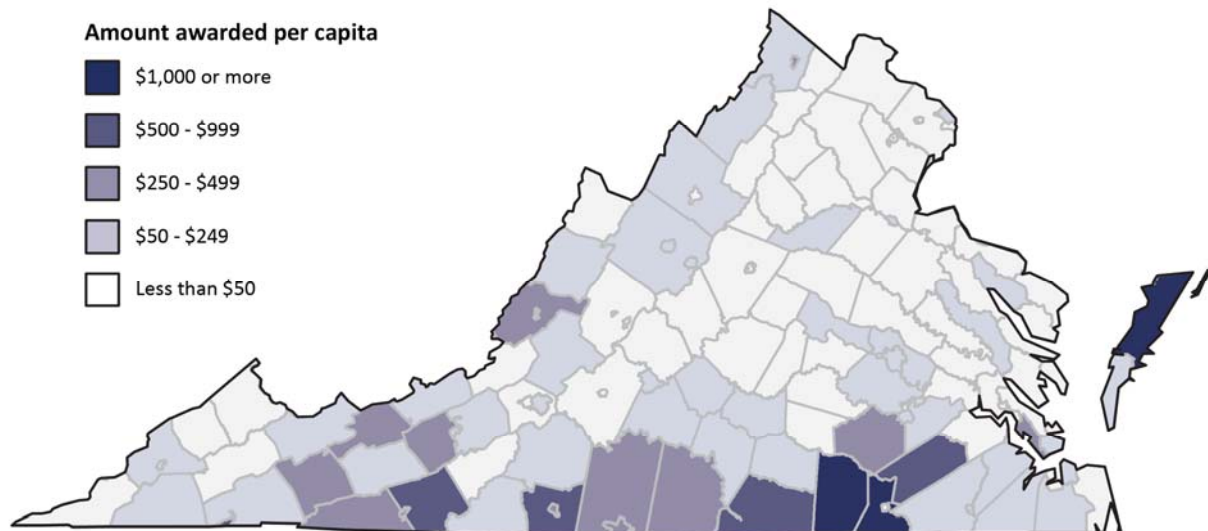 Amount awarded per capita
$1,000 or more
$500 - $999
$250 - $499
$50 - $249
Less than $50